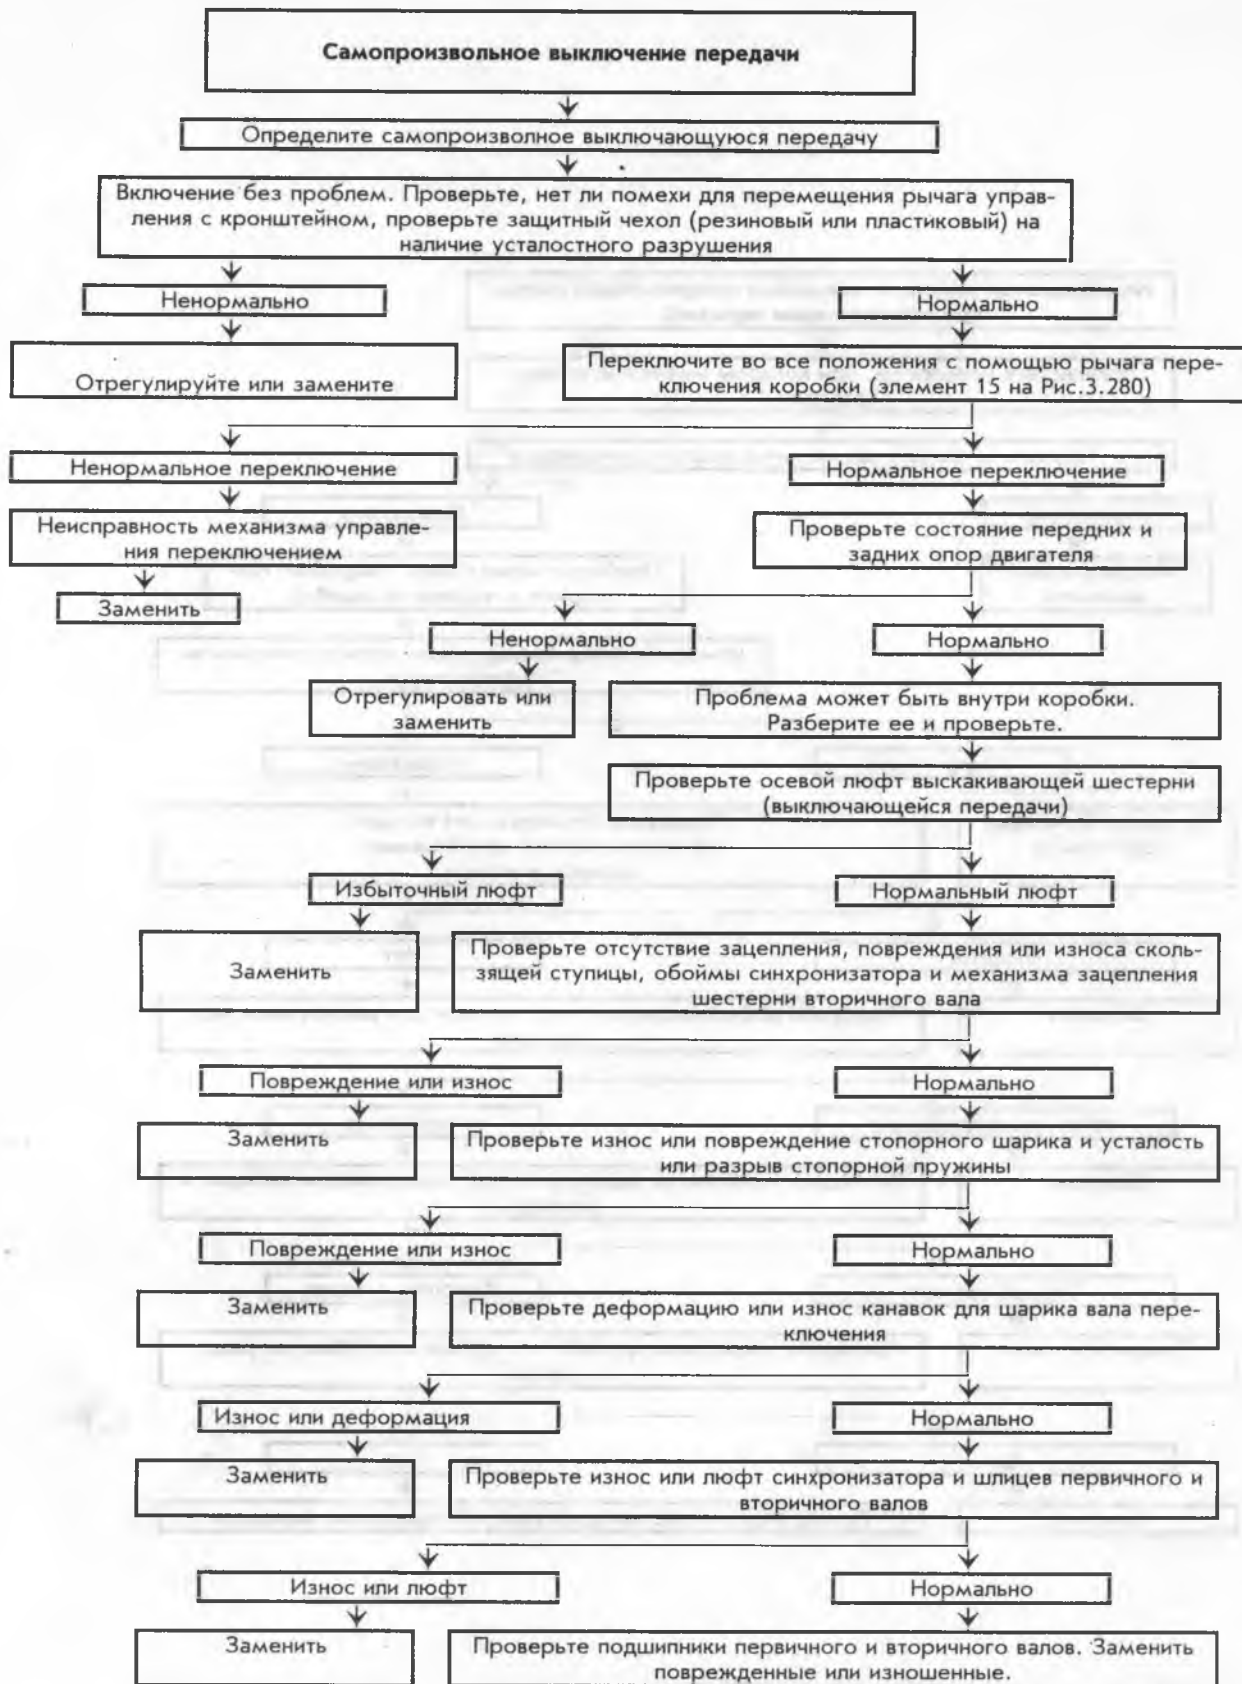 Самопроизвольное выключение передачи
Определите самопроизволное выключающуюся передачу
Включение без проблем. Проверьте, нет ли помехи для перемещения рычага управ-
ления с кронштейном, проверьте защитный чехол (резиновый или пластиковый) на
наличие усталостного разрушения
Ненормально
Нормально
Отрегулируйте или замените
Переключите во все положения с помощью рычага пере-
ключения коробки (элемент 15 на Рис.3.280)
Ненормальное переключение
Нормальное переключение
Неисправность механизма управле-
ния переключением
Проверьте состояние передних и
задних опор двигателя
Заменить
Ненормально
Нормально
Отрегулировать или
заменить
Проблема может быть внутри коробки.
Разберите ее и проверьте.
Проверьте осевой люфт выскакивающей шестерни
(выключающейся передачи)
Избыточный люфт
Нормальный люфт
Заменить
Проверьте отсутствие зацепления, повреждения или износа сколь-
зящей ступицы, обоймы синхронизатора и механизма зацепления
шестерни вторичного вала
Повреждение или износ
Нормально
Заменить
Проверьте износ или повреждение стопорного шарика и усталость
или разрыв стопорной пружины
Повреждение или износ
Нормально
Заменить
Проверьте деформацию или износ канавок для шарика вала пере-
ключения
Износ или деформация
Нормально
Заменить
Проверьте износ или люфт синхронизатора и шлицев первичного и
вторичного валов
Износ или люфт
Нормально
Заменить
Проверьте подшипники первичного и вторичного валов. Заменить
поврежденные или изношенные.